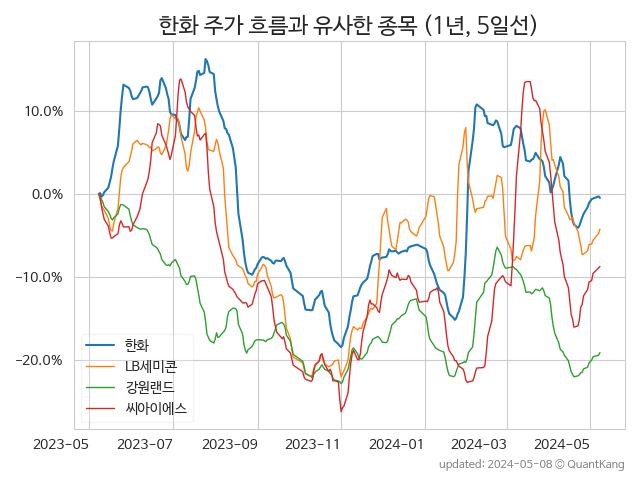 한화 주가 흐름과 유사한 종목 (1년, 5일선)
10.0%
0.0%
−10.0%
−20.0%
한화
LB세미콘
강원랜드
씨아이에스
2023-05 2023-07 2023-09 2023-11 2024-01 2024-03 2024-05
updated: 2024-05-08 © QuantKang